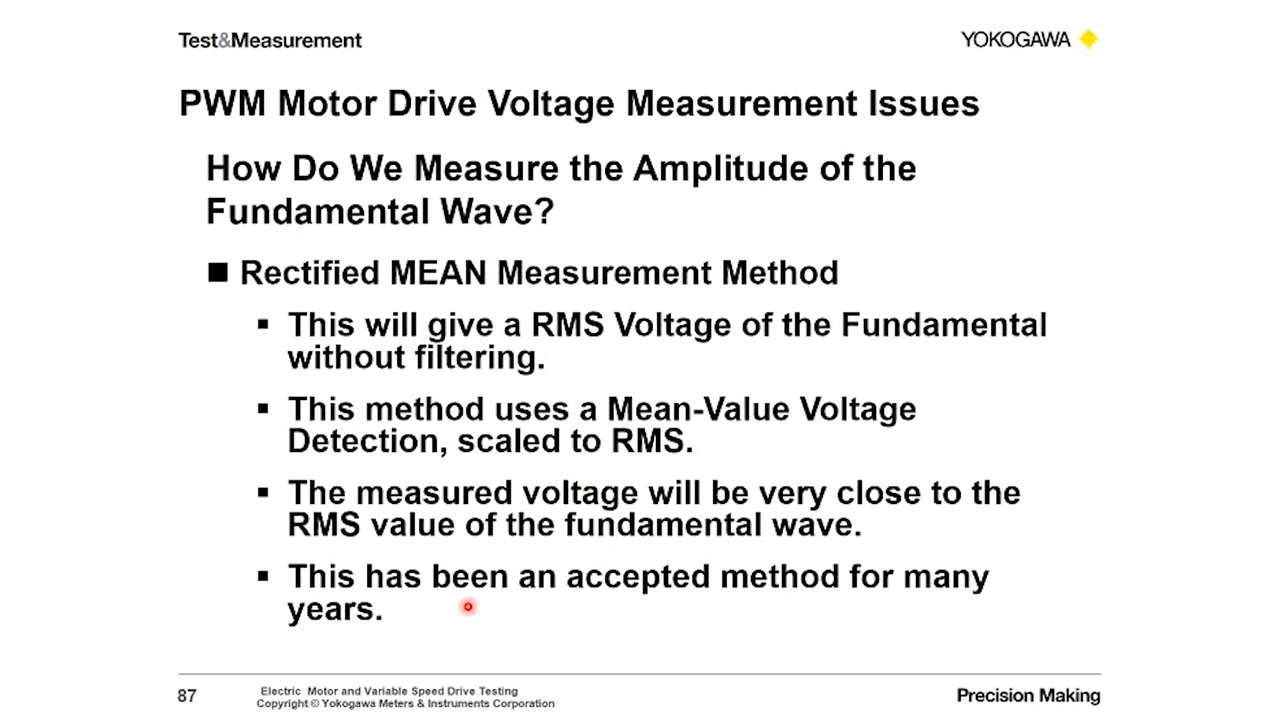 Test&Measurement
YOKOGAWA
PWM Motor Drive Voltage Measurement Issues
How Do We Measure the Amplitude of the
Fundamental Wave?
Rectified MEAN Measurement Method
This will give a RMS Voltage of the Fundamental
without filtering.
This method uses a Mean-Value Voltage
Detection, scaled to RMS.
The measured voltage will be very close to the
RMS value of the fundamental wave.
This has been an accepted method for many
years.
87
Electric Motor and Variable Speed Drive Testing
Copyright © Yokogawa Meters & Instruments Corporation
Precision Making